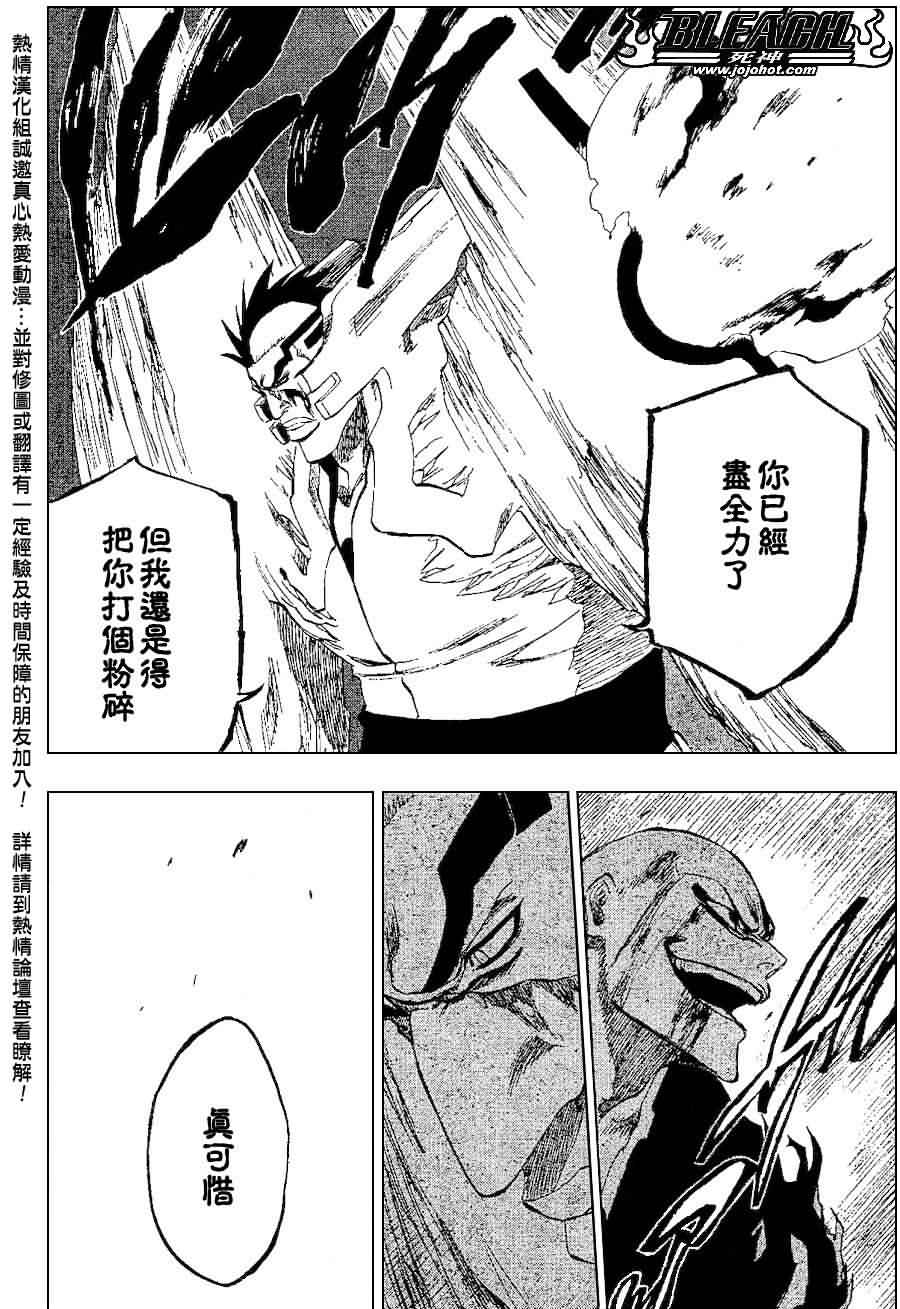 BLEACH
死神
www.jojohot.com
你已經
盡全力了
但我還是得
把你打個粉碎
真可惜
熱情漢化組誠邀真心熱愛動漫…並對修圖或翻譯有一定經驗及時間保障的朋友加入！ 詳情請到熱情論壇查看瞭解！